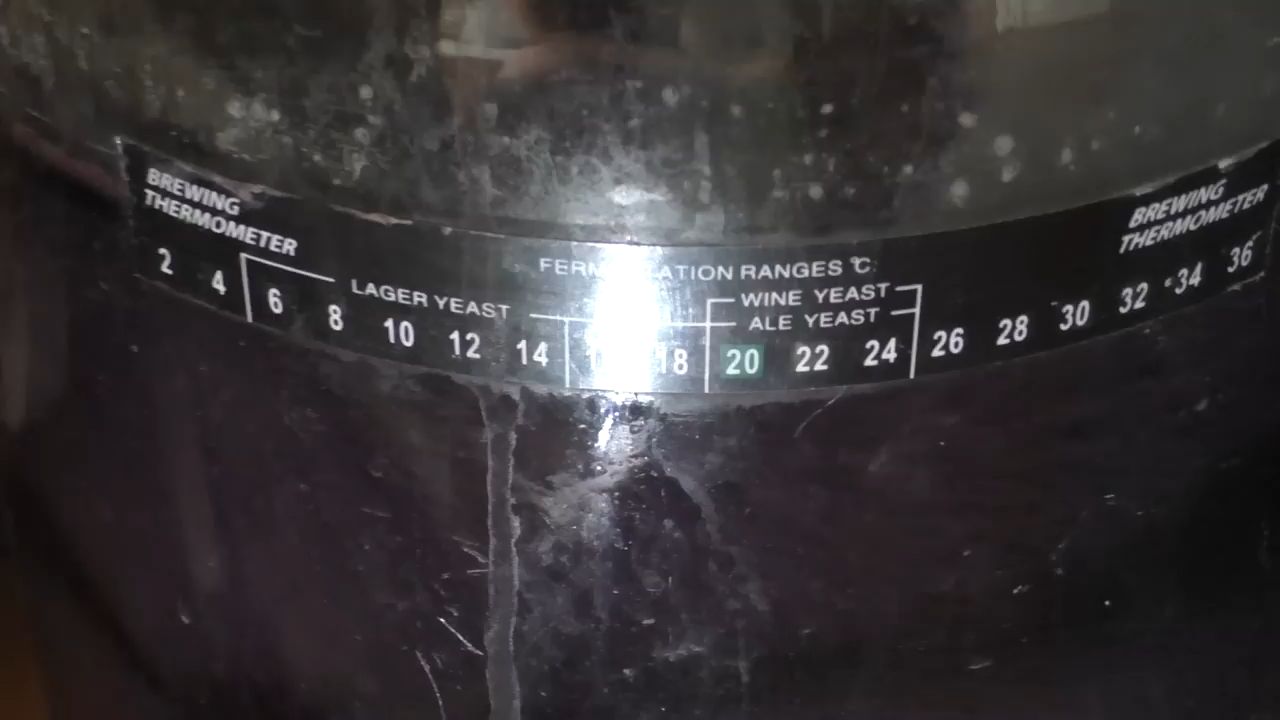 BREWING
THERMOMETER
BREWING
THERMOMETER
RANGES °C
LAGER YEAST
WINE YEAST
ALE YEAST
2 4 6 8 10 12 14 18 20 22 24 26 28 30 32 34 36